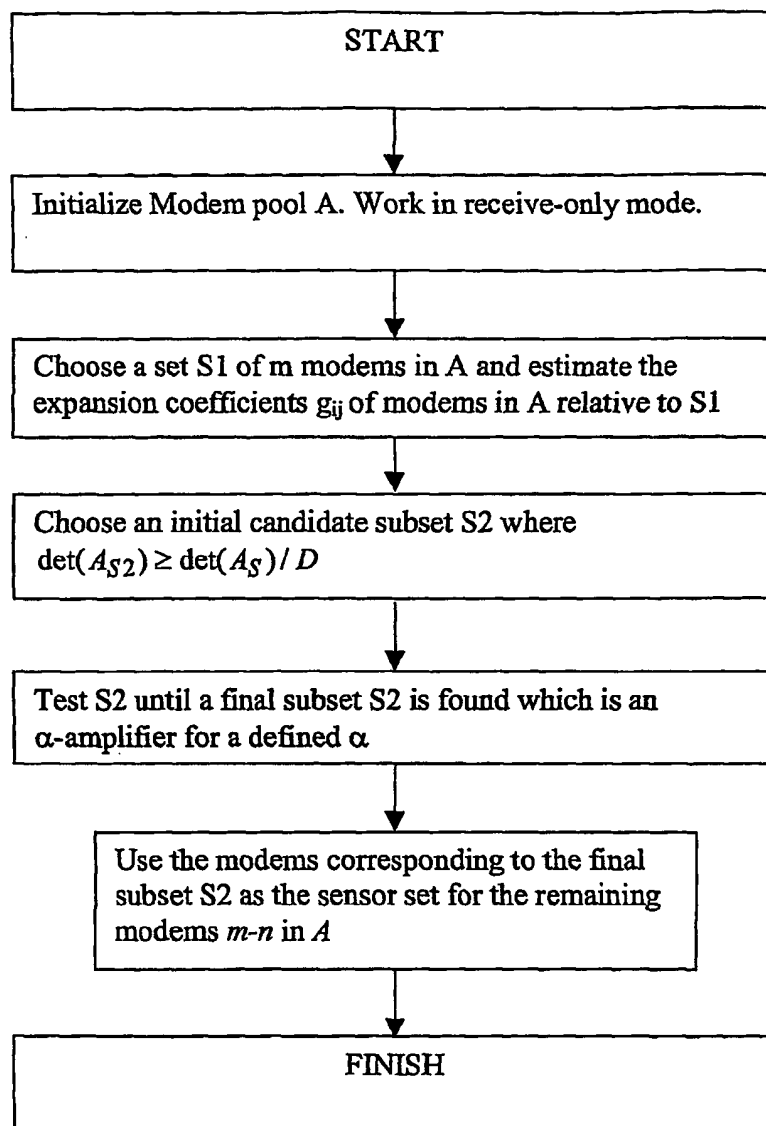 START
Initialize Modem pool A. Work in receive-only mode.
Choose a set S1 of m modems in A and estimate the
expansion coefficients gij of modems in A relative to S1
Choose an initial candidate subset S2 where
det(AS2) ≥ det(AS) / D
Test S2 until a final subset S2 is found which is an
α-amplifier for a defined α
Use the modems corresponding to the final
subset S2 as the sensor set for the remaining
modems m-n in A
FINISH